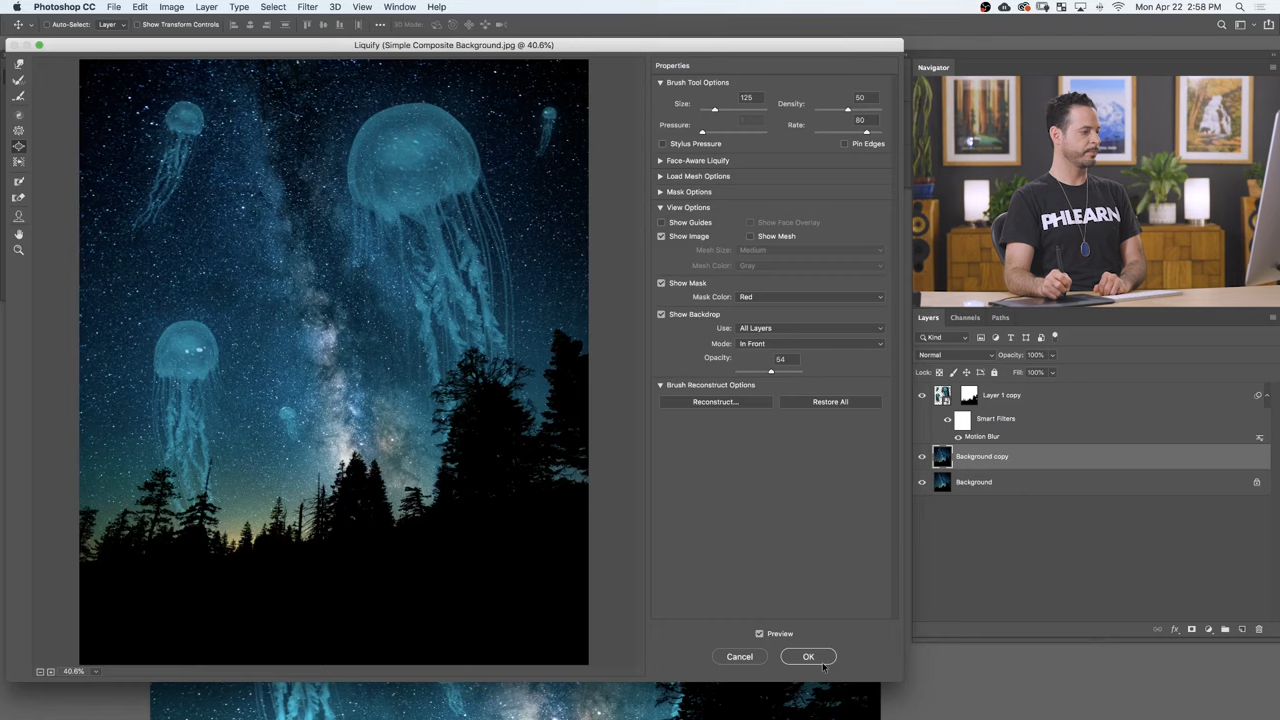 Photoshop CC File Edit Image Layer Type Select Filter 3D View Window Help Mon Apr 22 2:58 PM
Auto-Select: Layer Show Transform Controls 3D Mode:
Liquify (Simple Composite Background.jpg @ 40.6%)
Properties
Brush Tool Options
Size: 125 Density: 50
Pressure: Rate: 80
Stylus Pressure Pin Edges
Face-Aware Liquify
Load Mesh Options
Mask Options
View Options
Show Guides Show Face Overlay
Show Image Show Mesh
Mesh Size: Medium
Mesh Color: Gray
Show Mask
Mask Color: Red
Show Backdrop
Use: All Layers
Mode: In Front
Opacity: 64
Brush Reconstruct Options
Reconstruct... Restore All
Preview
Cancel OK
40.6%
Navigator
PHLEARN
Layers Channels Paths
Kind
Normal Opacity: 100%
Lock: Fill: 100%
Layer 1 copy
Smart Filters
Motion Blur
Background copy
Background
fx